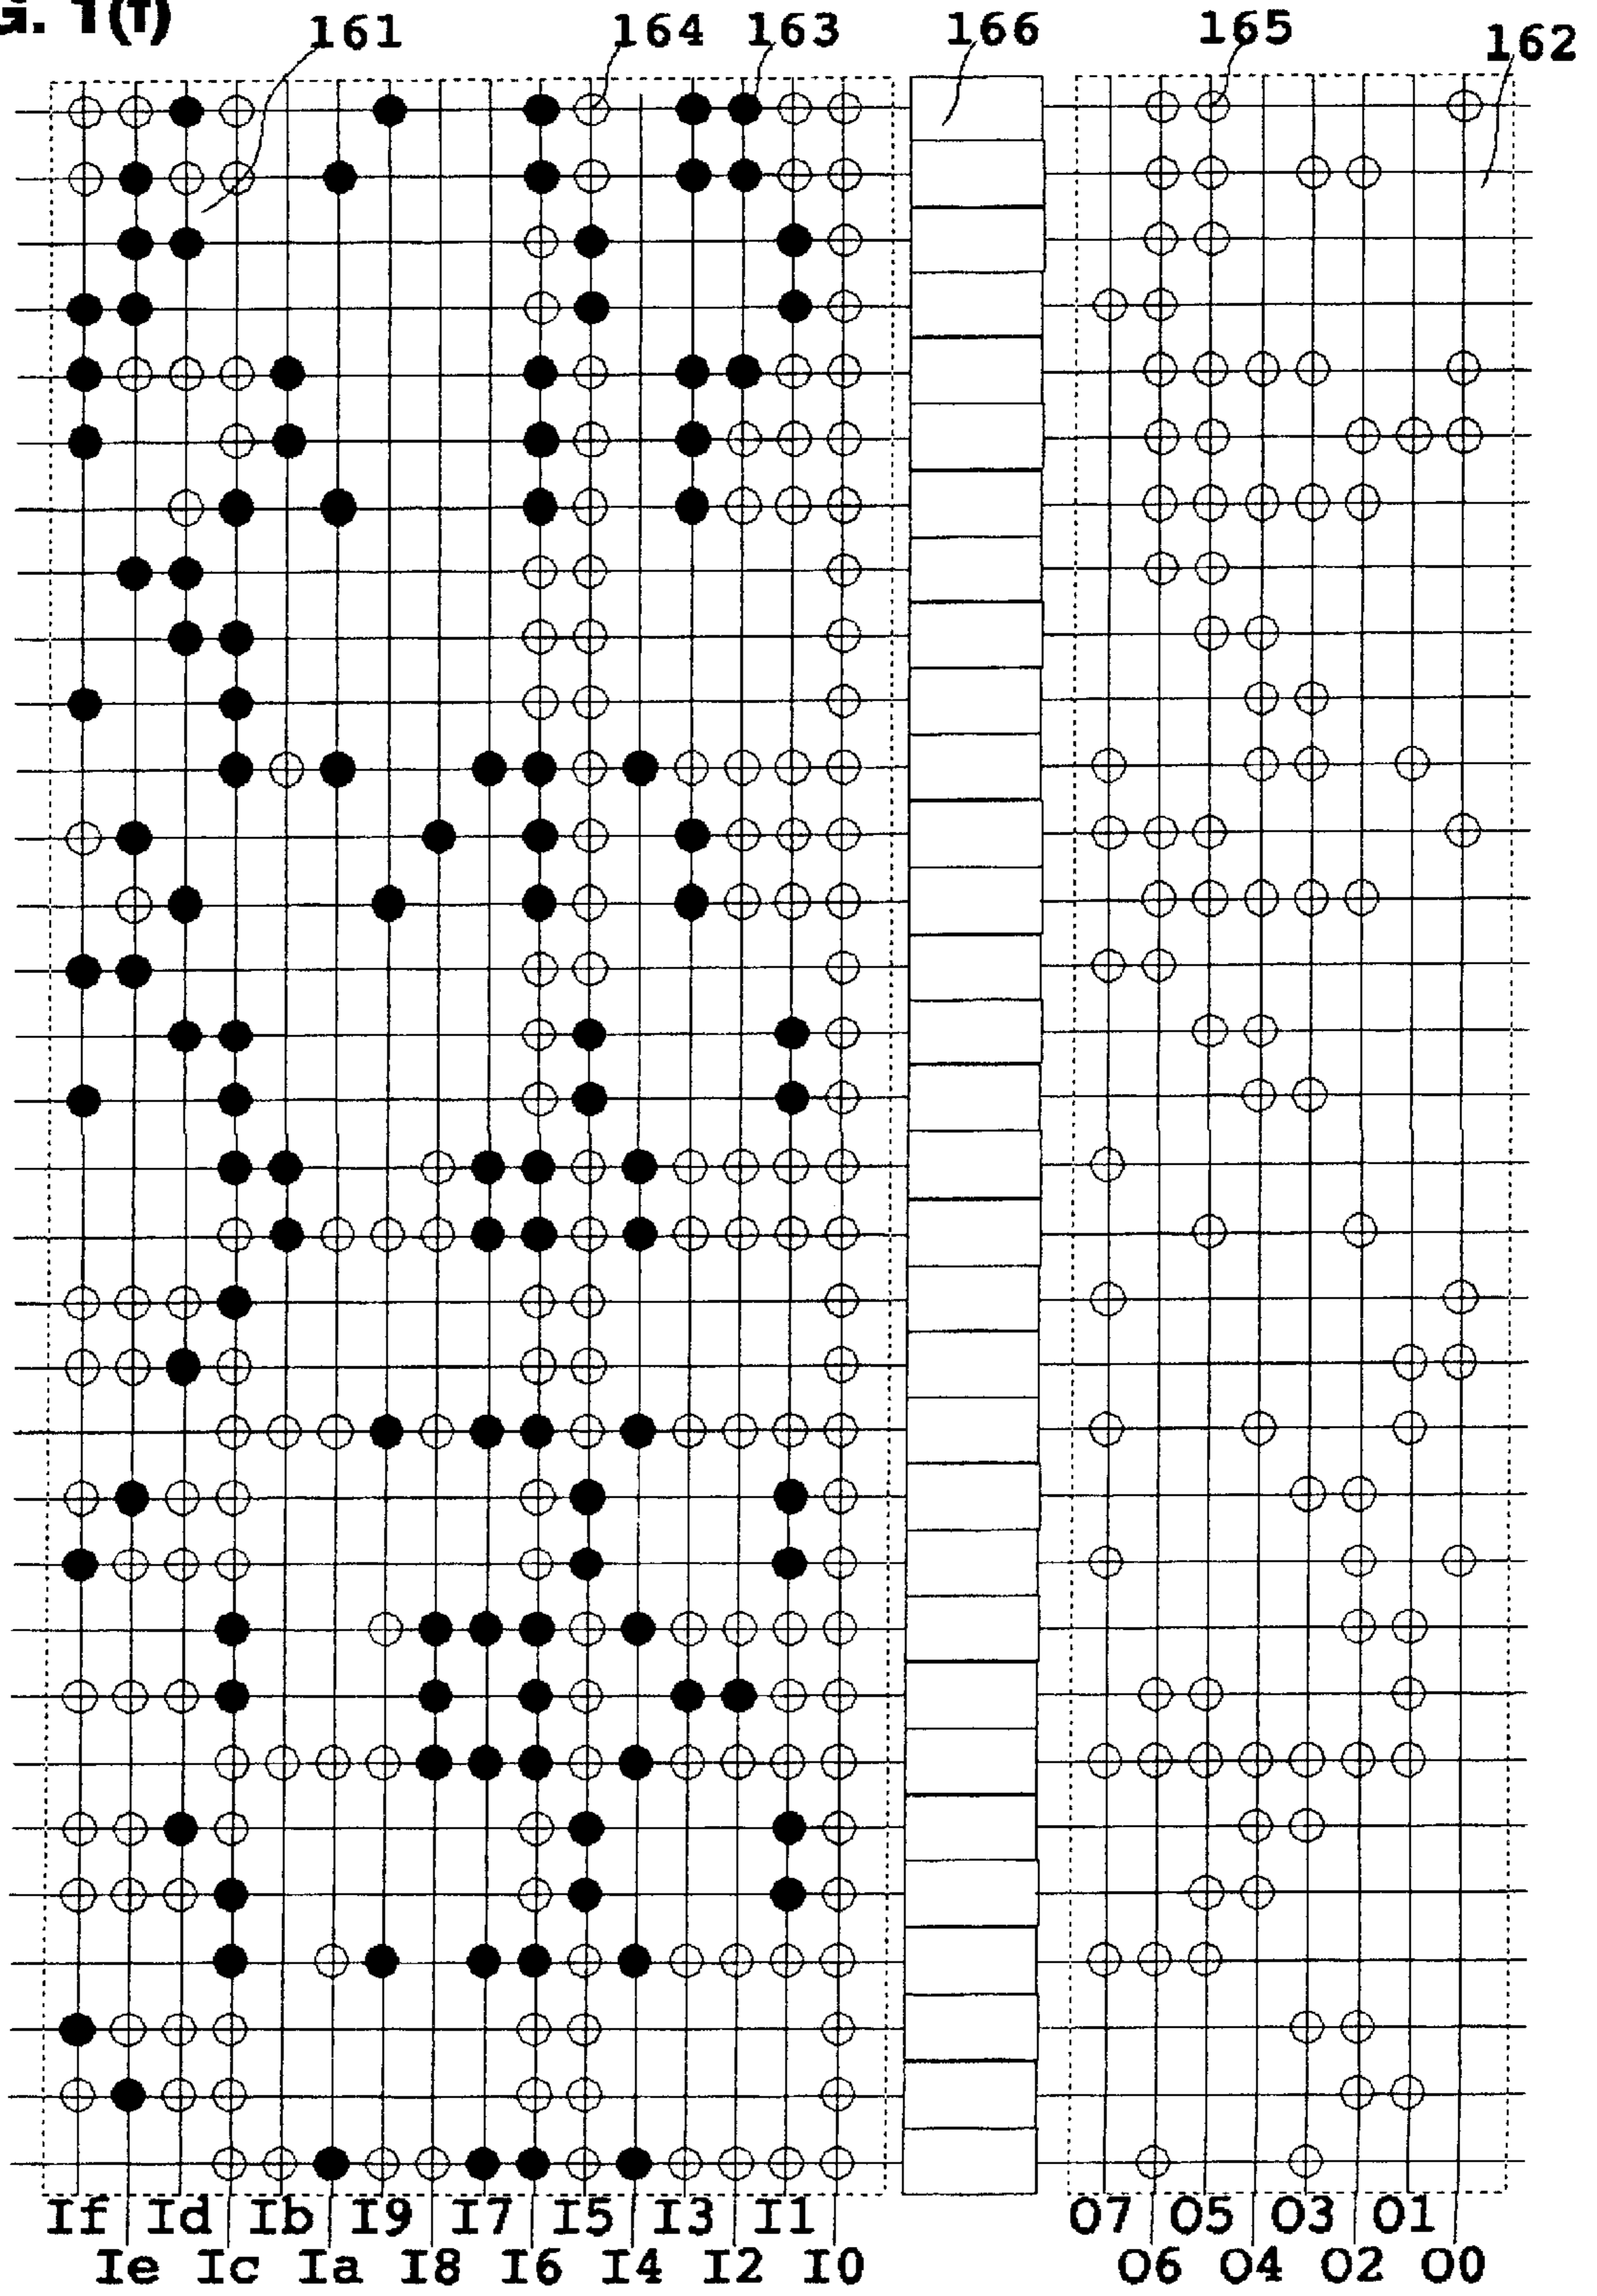 G. 1(f)
161 164 163 166 165 162
If Id Ib I9 I7 I5 I3 I1 O7 O5 O3 O1
Ie Ic Ia I8 I6 I4 I2 I0 O6 O4 O2 O0